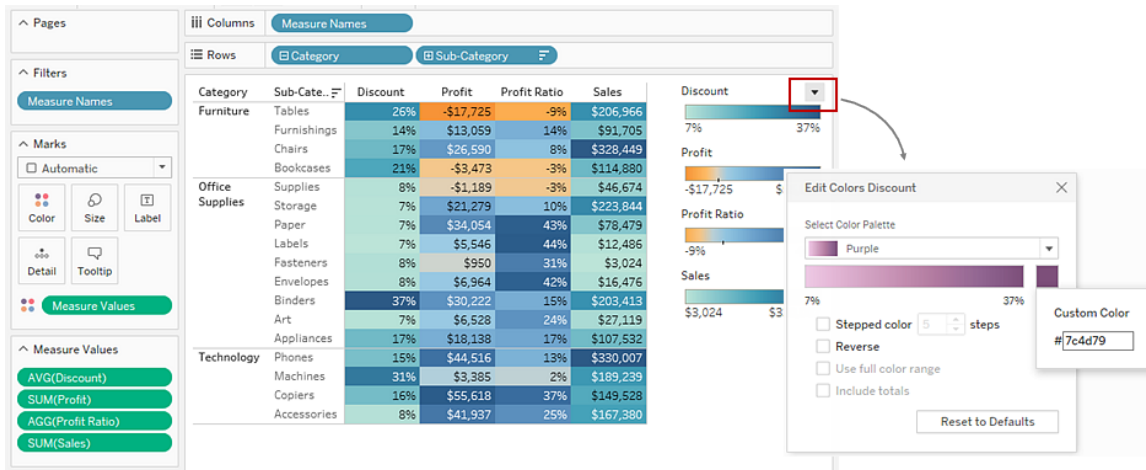 Pages
Columns Measure Names
Rows Category Sub-Category
Filters
Measure Names
Marks
Automatic
Color Size Label
Detail Tooltip
Measure Values
Measure Values
AVG(Discount)
SUM(Profit)
AGG(Profit Ratio)
SUM(Sales)
Category Sub-Cate.. Discount Profit Profit Ratio Sales
Furniture Tables 26% -$17,725 -9% $206,966
Furnishings 14% $13,059 14% $91,705
Chairs 17% $26,590 8% $328,449
Bookcases 21% -$3,473 -3% $114,880
Office Supplies 8% -$1,189 -3% $46,674
Supplies Storage 7% $21,279 10% $223,844
Paper 7% $34,054 43% $78,479
Labels 7% $5,546 44% $12,486
Fasteners 8% $950 31% $3,024
Envelopes 8% $6,964 42% $16,476
Binders 37% $30,222 15% $203,413
Art 7% $6,528 24% $27,119
Appliances 17% $18,138 17% $107,532
Technology Phones 15% $44,516 13% $330,007
Machines 31% $3,385 2% $189,239
Copiers 16% $55,618 37% $149,528
Accessories 8% $41,937 25% $167,380
Discount
7% 37%
Profit
-$17,725 $
Profit Ratio
-9%
Sales
$3,024 $3
Edit Colors Discount
Select Color Palette
Purple
7% 37%
Stepped color 5 steps
Reverse
Use full color range
Include totals
Reset to Defaults
Custom Color
# 7c4d79